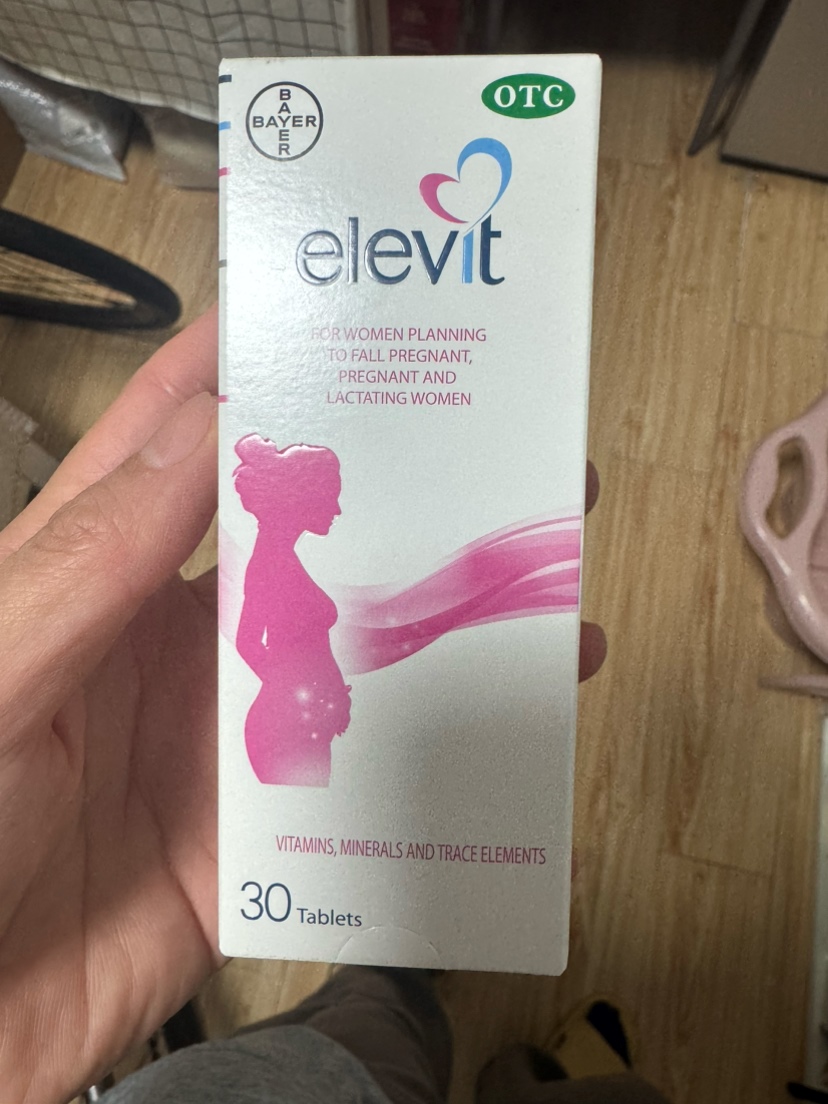 BAYER
BAYER
OTC
elevit
FOR WOMEN PLANNING
TO FALL PREGNANT,
PREGNANT AND
LACTATING WOMEN
VITAMINS, MINERALS AND TRACE ELEMENTS
30 Tablets